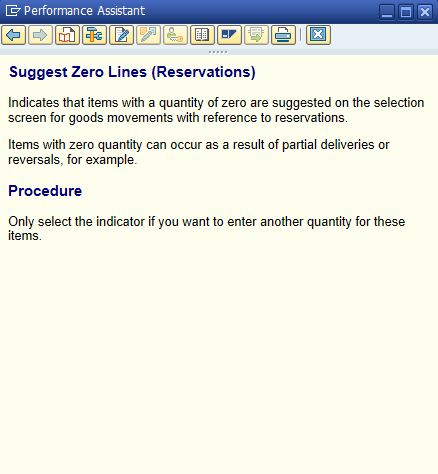 Performance Assistant
Suggest Zero Lines (Reservations)
Indicates that items with a quantity of zero are suggested on the selection
screen for goods movements with reference to reservations.
Items with zero quantity can occur as a result of partial deliveries or
reversals, for example.
Procedure
Only select the indicator if you want to enter another quantity for these
items.